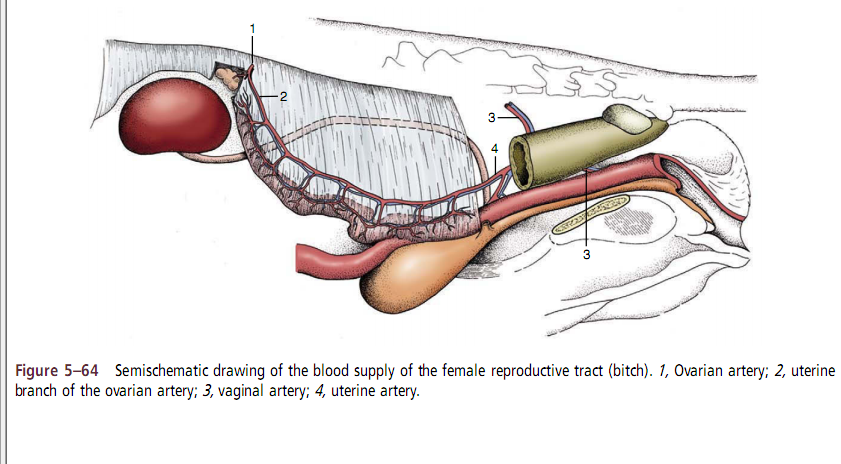 1
2
3
4
3
Figure 5–64 Semischematic drawing of the blood supply of the female reproductive tract (bitch). 1, Ovarian artery; 2, uterine
branch of the ovarian artery; 3, vaginal artery; 4, uterine artery.